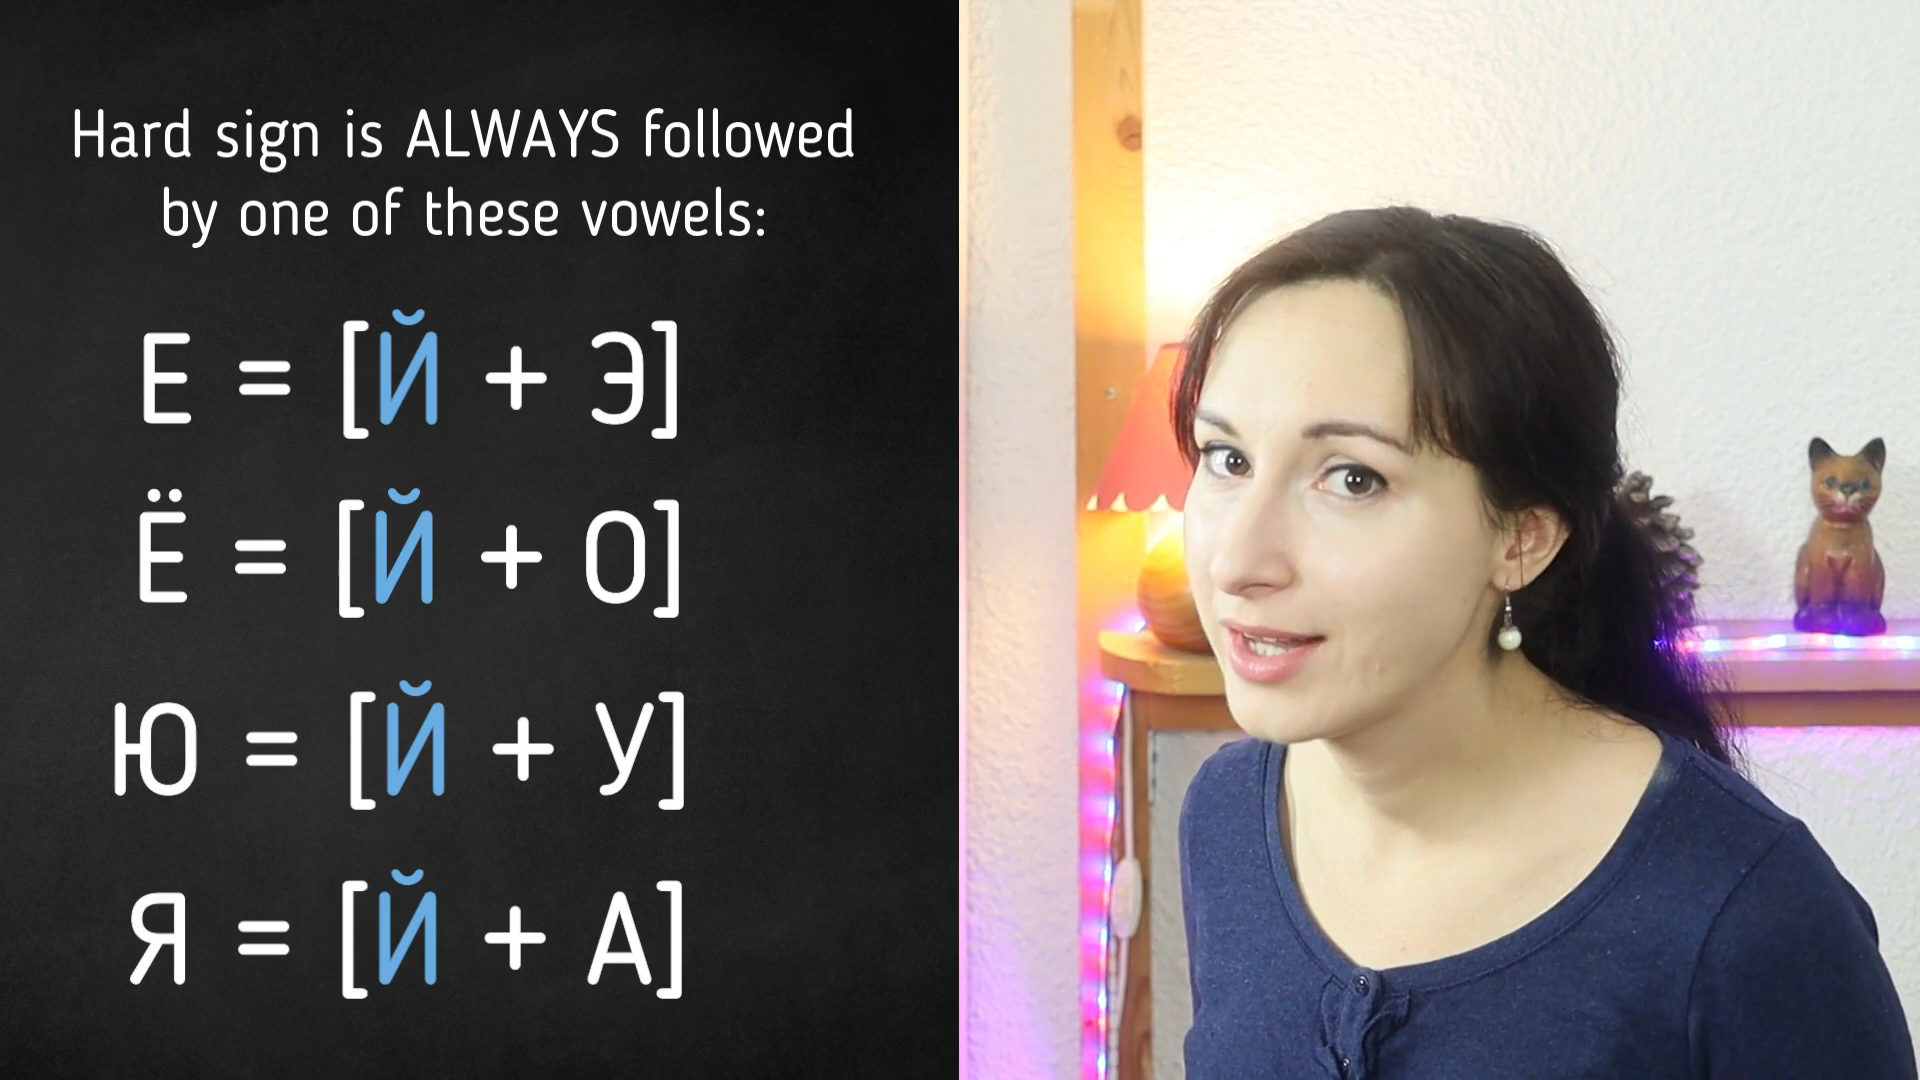 Hard sign is ALWAYS followed
by one of these vowels:
Е = [Й + Э]
Ё = [Й + О]
Ю = [Й + У]
Я = [Й + А]